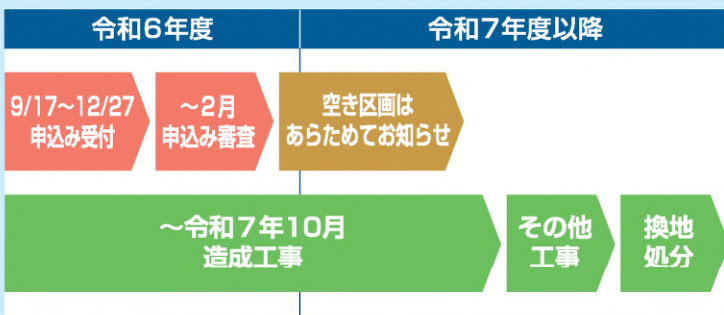 令和6年度
令和7年度以降
9/17～12/27
申込み受付
～2月
申込み審査
空き区画は
あらためてお知らせ
～令和7年10月
造成工事
その他
工事
換地
処分